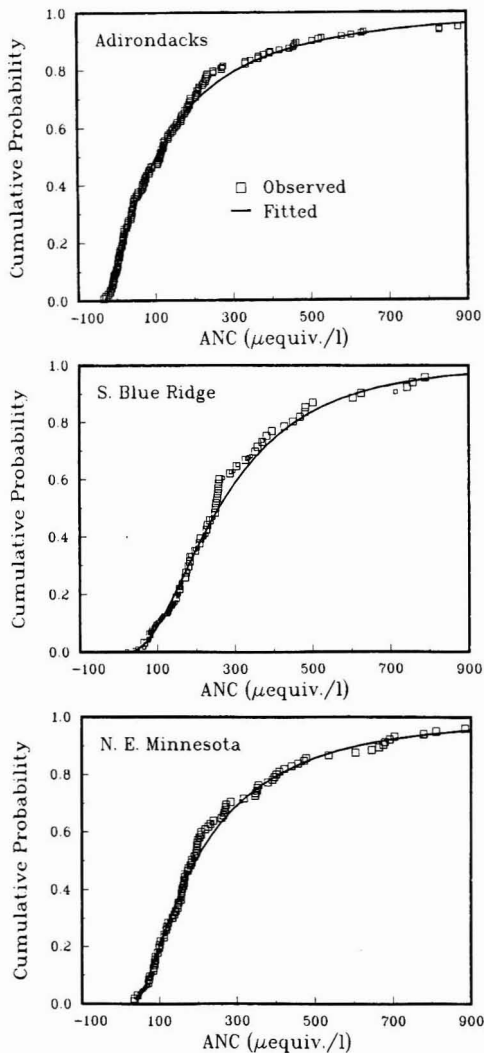 Cumulative Probability
1.0
0.8
0.6
0.4
0.2
0.0
Adirondacks
□ Observed
— Fitted
-100 100 300 500 700 900
ANC (μequiv./l)
Cumulative Probability
1.0
0.8
0.6
0.4
0.2
0.0
S. Blue Ridge
-100 100 300 500 700 900
ANC (μequiv./l)
Cumulative Probability
1.0
0.8
0.6
0.4
0.2
0.0
N. E. Minnesota
-100 100 300 500 700 900
ANC (μequiv./l)